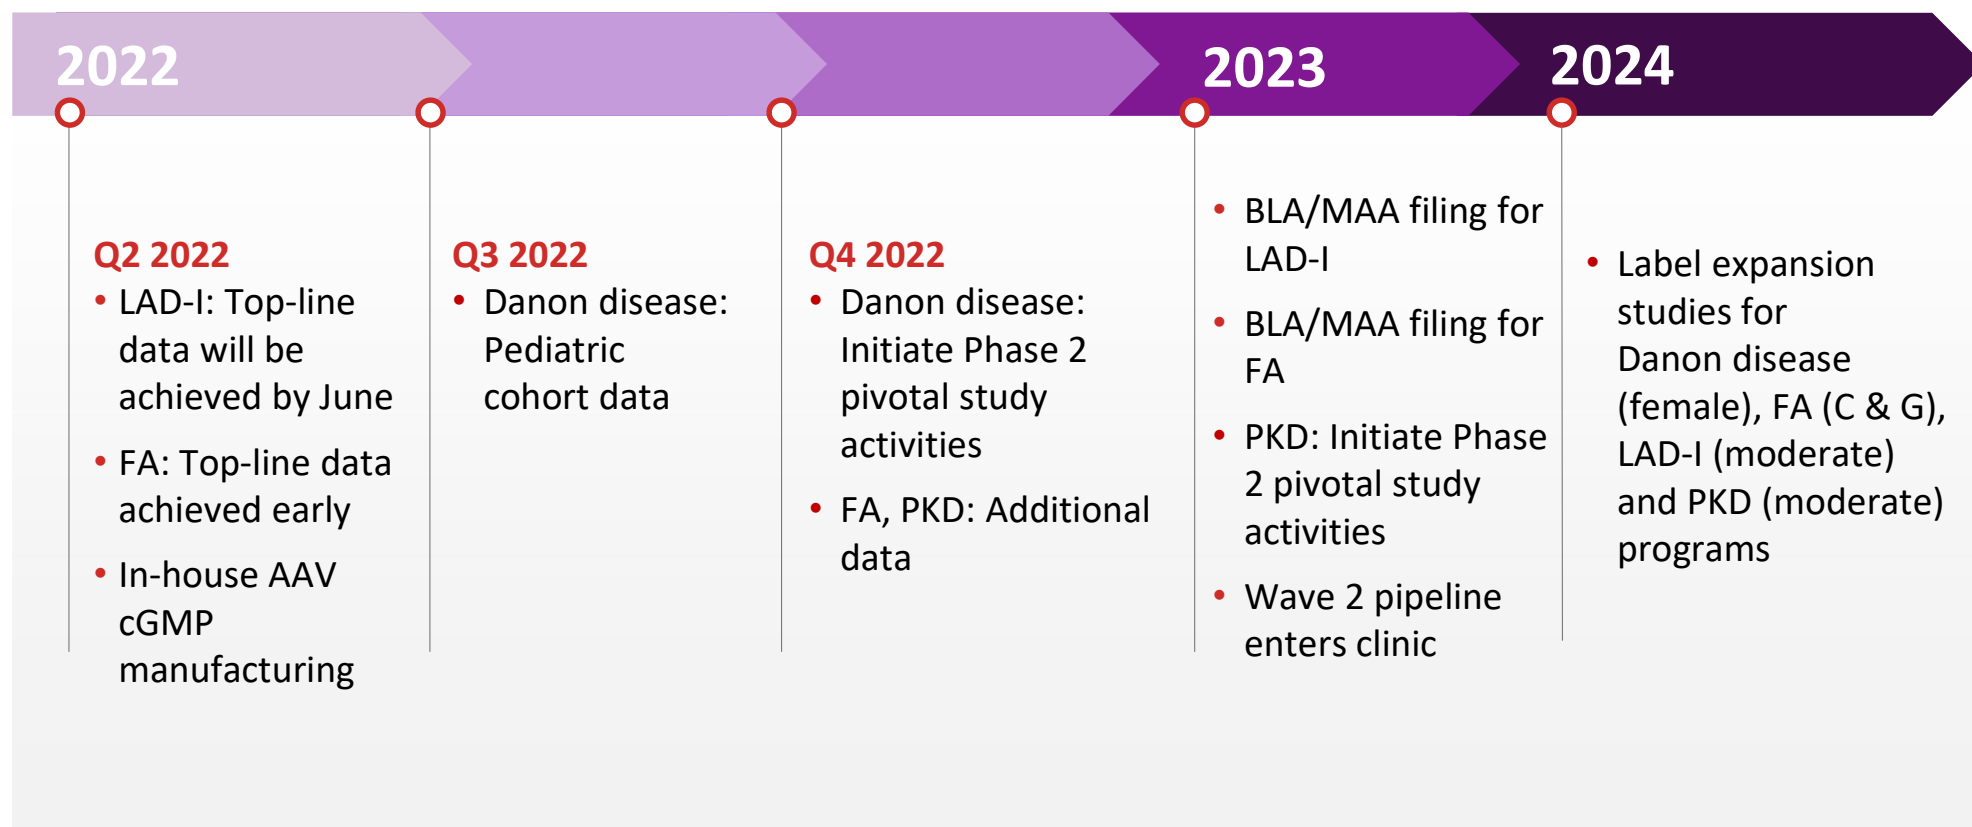 2022
2023
2024
Q2 2022
• LAD-I: Top-line
data will be
achieved by June
• FA: Top-line data
achieved early
• In-house AAV
cGMP
manufacturing
Q3 2022
• Danon disease:
Pediatric
cohort data
Q4 2022
• Danon disease:
Initiate Phase 2
pivotal study
activities
• FA, PKD: Additional
data
• BLA/MAA filing for
LAD-I
• BLA/MAA filing for
FA
• PKD: Initiate Phase
2 pivotal study
activities
• Wave 2 pipeline
enters clinic
• Label expansion
studies for
Danon disease
(female), FA (C & G),
LAD-I (moderate)
and PKD (moderate)
programs